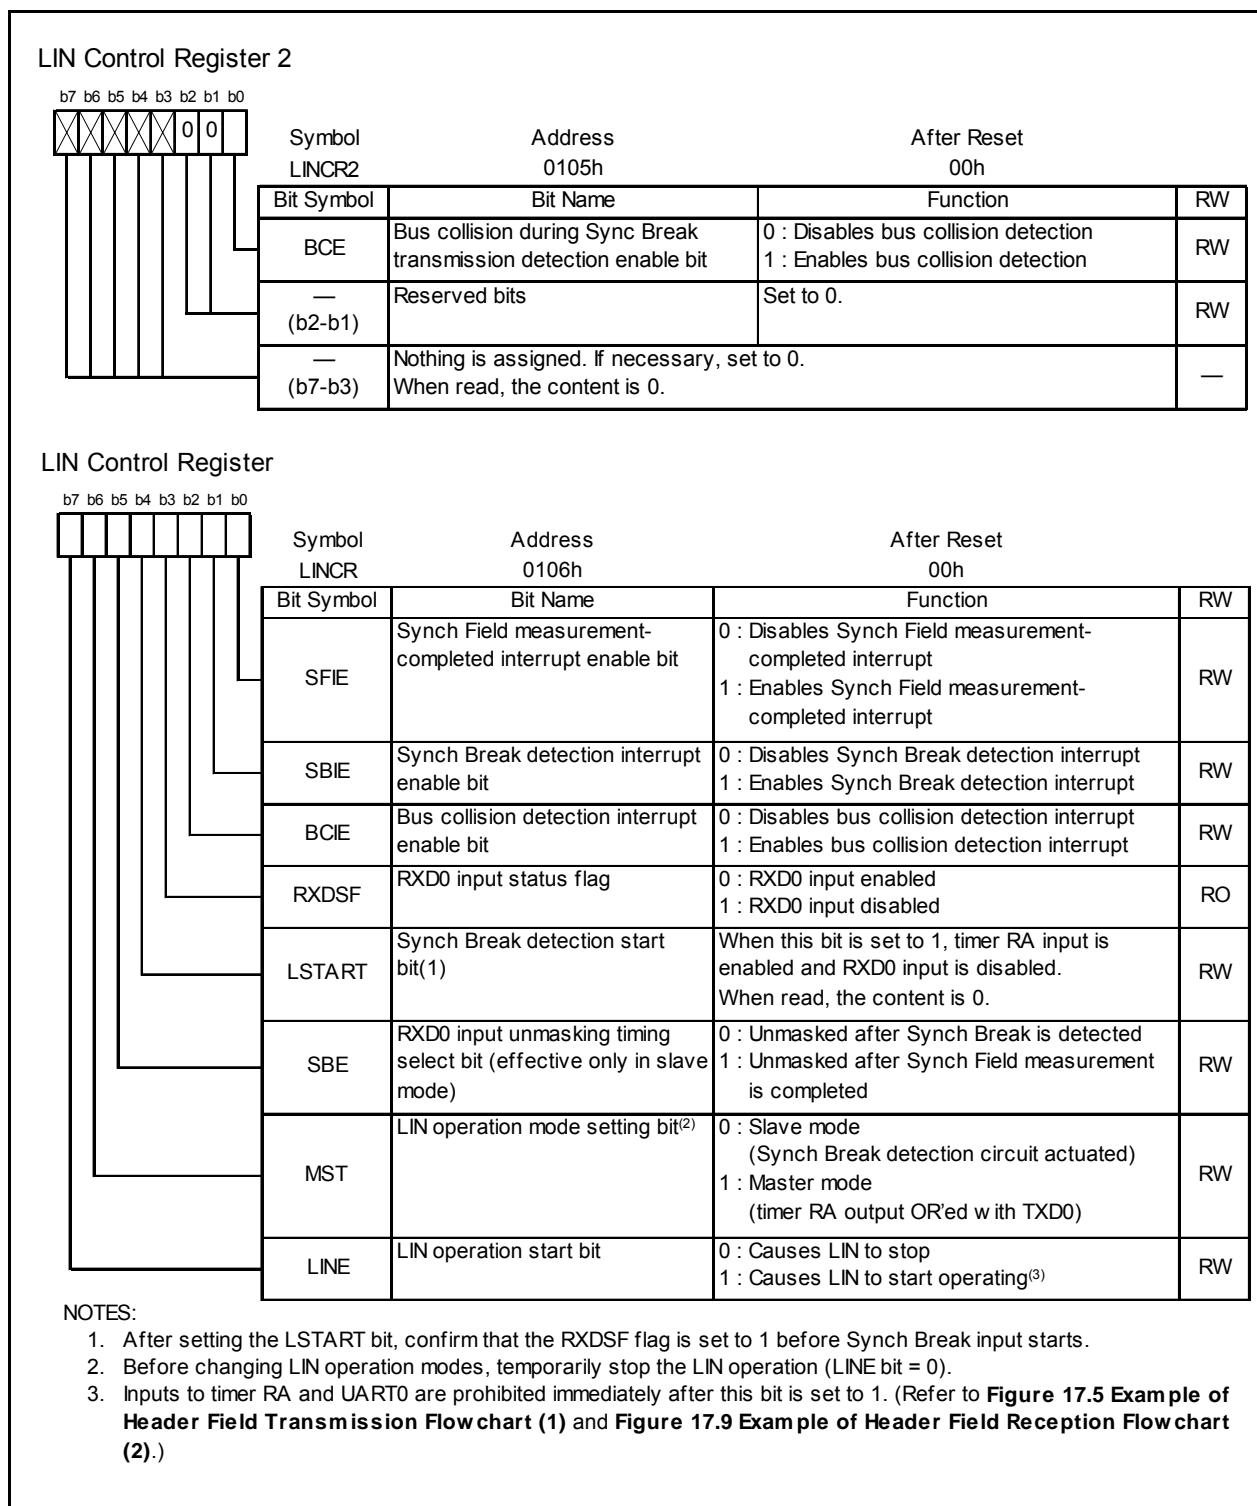 LIN Control Register 2
b7 b6 b5 b4 b3 b2 b1 b0
0 0
Symbol Address After Reset
LINCR2 0105h 00h
Bit Symbol Bit Name Function RW
BCE Bus collision during Sync Break transmission detection enable bit 0 : Disables bus collision detection 1 : Enables bus collision detection RW
— (b2-b1) Reserved bits Set to 0. RW
— (b7-b3) Nothing is assigned. If necessary, set to 0. When read, the content is 0. —
LIN Control Register
b7 b6 b5 b4 b3 b2 b1 b0
Symbol Address After Reset
LINCR 0106h 00h
Bit Symbol Bit Name Function RW
SFIE Synch Field measurement-completed interrupt enable bit 0 : Disables Synch Field measurement-completed interrupt 1 : Enables Synch Field measurement-completed interrupt RW
SBIE Synch Break detection interrupt enable bit 0 : Disables Synch Break detection interrupt 1 : Enables Synch Break detection interrupt RW
BCIE Bus collision detection interrupt enable bit 0 : Disables bus collision detection interrupt 1 : Enables bus collision detection interrupt RW
RXDSF RXD0 input status flag 0 : RXD0 input enabled 1 : RXD0 input disabled RO
LSTART Synch Break detection start bit(1) When this bit is set to 1, timer RA input is enabled and RXD0 input is disabled. When read, the content is 0. RW
SBE RXD0 input unmasking timing select bit (effective only in slave mode) 0 : Unmasked after Synch Break is detected 1 : Unmasked after Synch Field measurement is completed RW
MST LIN operation mode setting bit(2) 0 : Slave mode (Synch Break detection circuit actuated) 1 : Master mode (timer RA output OR'ed with TXD0) RW
LINE LIN operation start bit 0 : Causes LIN to stop 1 : Causes LIN to start operating(3) RW
NOTES:
1. After setting the LSTART bit, confirm that the RXDSF flag is set to 1 before Synch Break input starts.
2. Before changing LIN operation modes, temporarily stop the LIN operation (LINE bit = 0).
3. Inputs to timer RA and UART0 are prohibited immediately after this bit is set to 1. (Refer to Figure 17.5 Example of
Header Field Transmission Flowchart (1) and Figure 17.9 Example of Header Field Reception Flowchart
(2).)